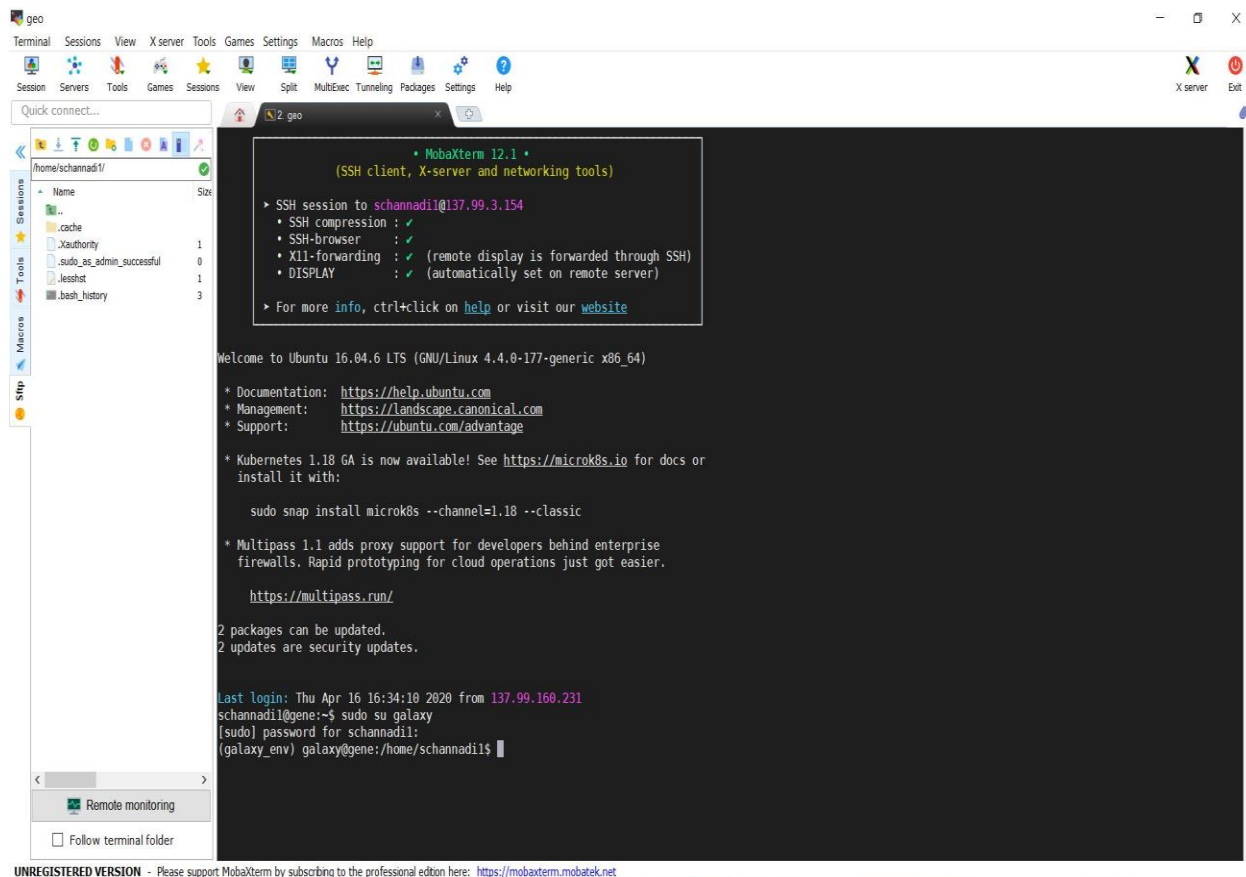 geo
Terminal Sessions View X server Tools Games Settings Macros Help
Session Servers Tools Games Sessions View Split MultiExec Tunneling Packages Settings Help X server Exit
Quick connect...
2. geo
/home/schannadi1/
Name Size
..
.cache
.Xauthority 1
.sudo_as_admin_successful 0
.lesshst 1
.bash_history 3
Sessions
Tools
Macros
Sftp
• MobaXterm 12.1 •
(SSH client, X-server and networking tools)
➤ SSH session to schannadi1@137.99.3.154
• SSH compression : ✔
• SSH-browser : ✔
• X11-forwarding : ✔ (remote display is forwarded through SSH)
• DISPLAY : ✔ (automatically set on remote server)
➤ For more info, ctrl+click on help or visit our website
Welcome to Ubuntu 16.04.6 LTS (GNU/Linux 4.4.0-177-generic x86_64)
* Documentation: https://help.ubuntu.com
* Management: https://landscape.canonical.com
* Support: https://ubuntu.com/advantage
* Kubernetes 1.18 GA is now available! See https://microk8s.io for docs or
install it with:
sudo snap install microk8s --channel=1.18 --classic
* Multipass 1.1 adds proxy support for developers behind enterprise
firewalls. Rapid prototyping for cloud operations just got easier.
https://multipass.run/
2 packages can be updated.
2 updates are security updates.
Last login: Thu Apr 16 16:34:10 2020 from 137.99.160.231
schannadi1@gene:~$ sudo su galaxy
[sudo] password for schannadi1:
(galaxy_env) galaxy@gene:/home/schannadi1$
Remote monitoring
Follow terminal folder
UNREGISTERED VERSION - Please support MobaXterm by subscribing to the professional edition here: https://mobaxterm.mobatek.net